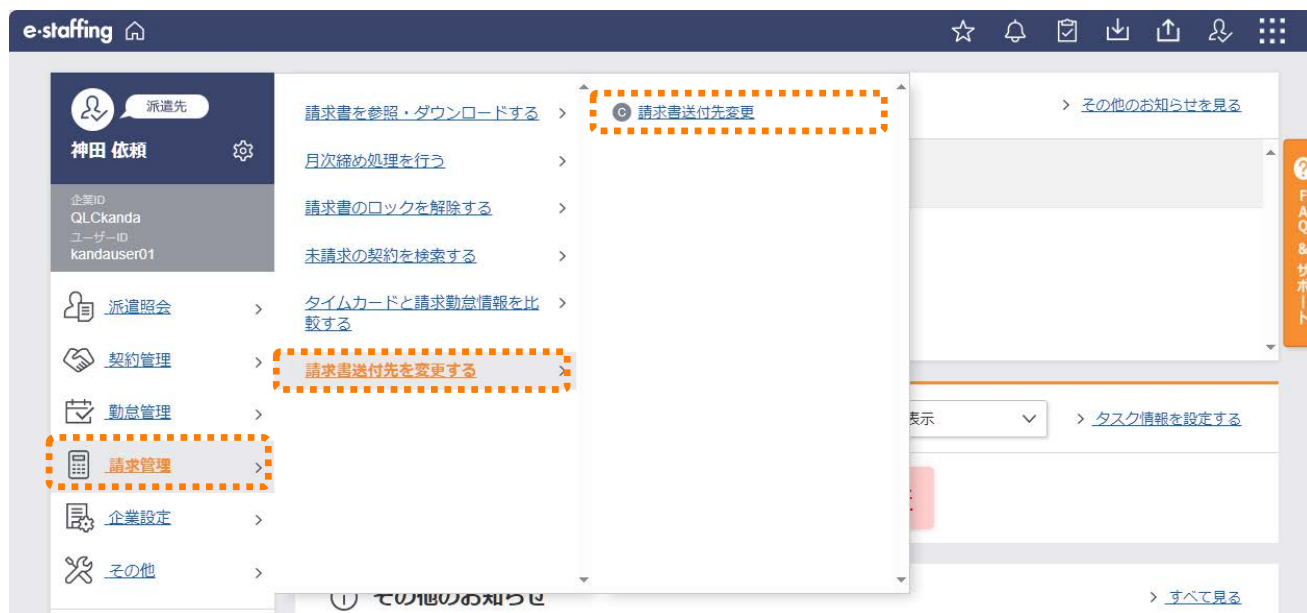 e-staffing
派遣先
神田 依頼
企業ID
QLCkanda
ユーザーID
kandauser01
派遣照会
契約管理
勤怠管理
請求管理
企業設定
その他
請求書を参照・ダウンロードする
月次締め処理を行う
請求書のロックを解除する
未請求の契約を検索する
タイムカードと請求勤怠情報を比
較する
請求書送付先を変更する
C 請求書送付先変更
その他のお知らせを見る
表示
タスク情報を設定する
その他のお知らせ
すべて見る
? FAQ & サポート